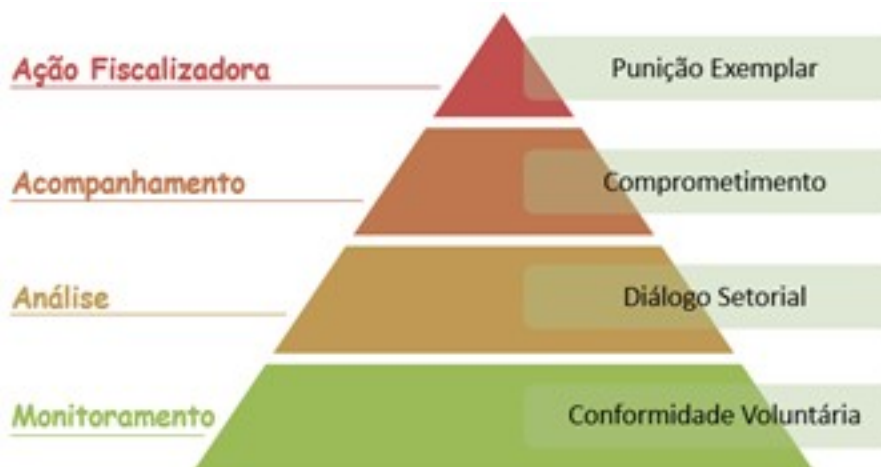 Ação Fiscalizadora
Punição Exemplar
Acompanhamento
Comprometimento
Análise
Diálogo Setorial
Monitoramento
Conformidade Voluntária